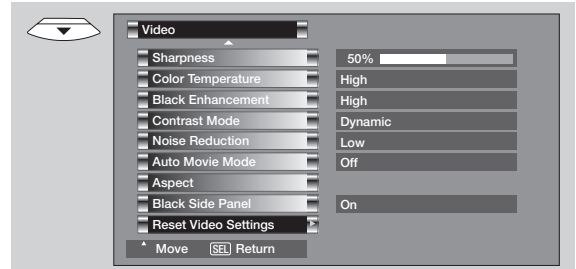 Video
Sharpness 50%
Color Temperature High
Black Enhancement High
Contrast Mode Dynamic
Noise Reduction Low
Auto Movie Mode Off
Aspect
Black Side Panel On
Reset Video Settings
Move SEL Return